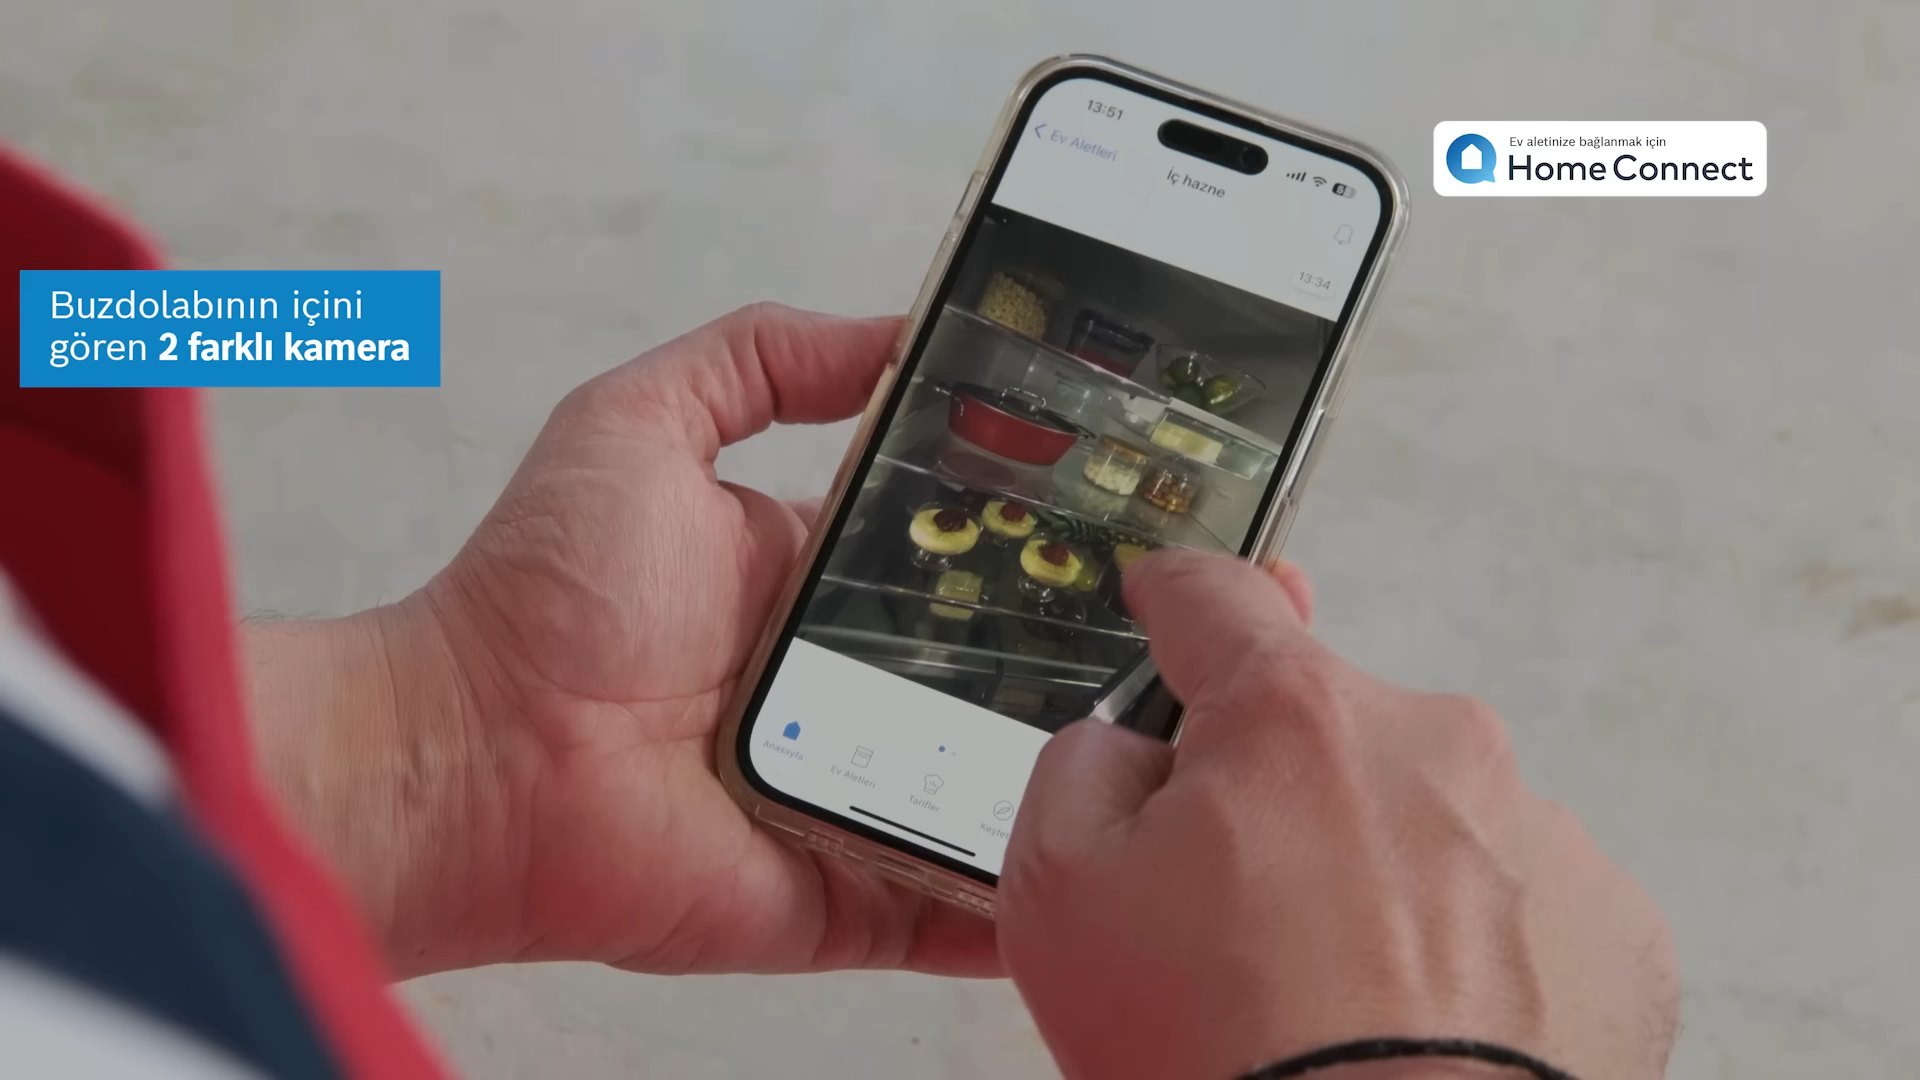 13:51
Ev Aletleri
İç hazne
13:34
Ev aletinize bağlanmak için
Home Connect
Buzdolabının içini
gören 2 farklı kamera
Anasayfa
Ev Aletleri
Tarifler
Keşfet